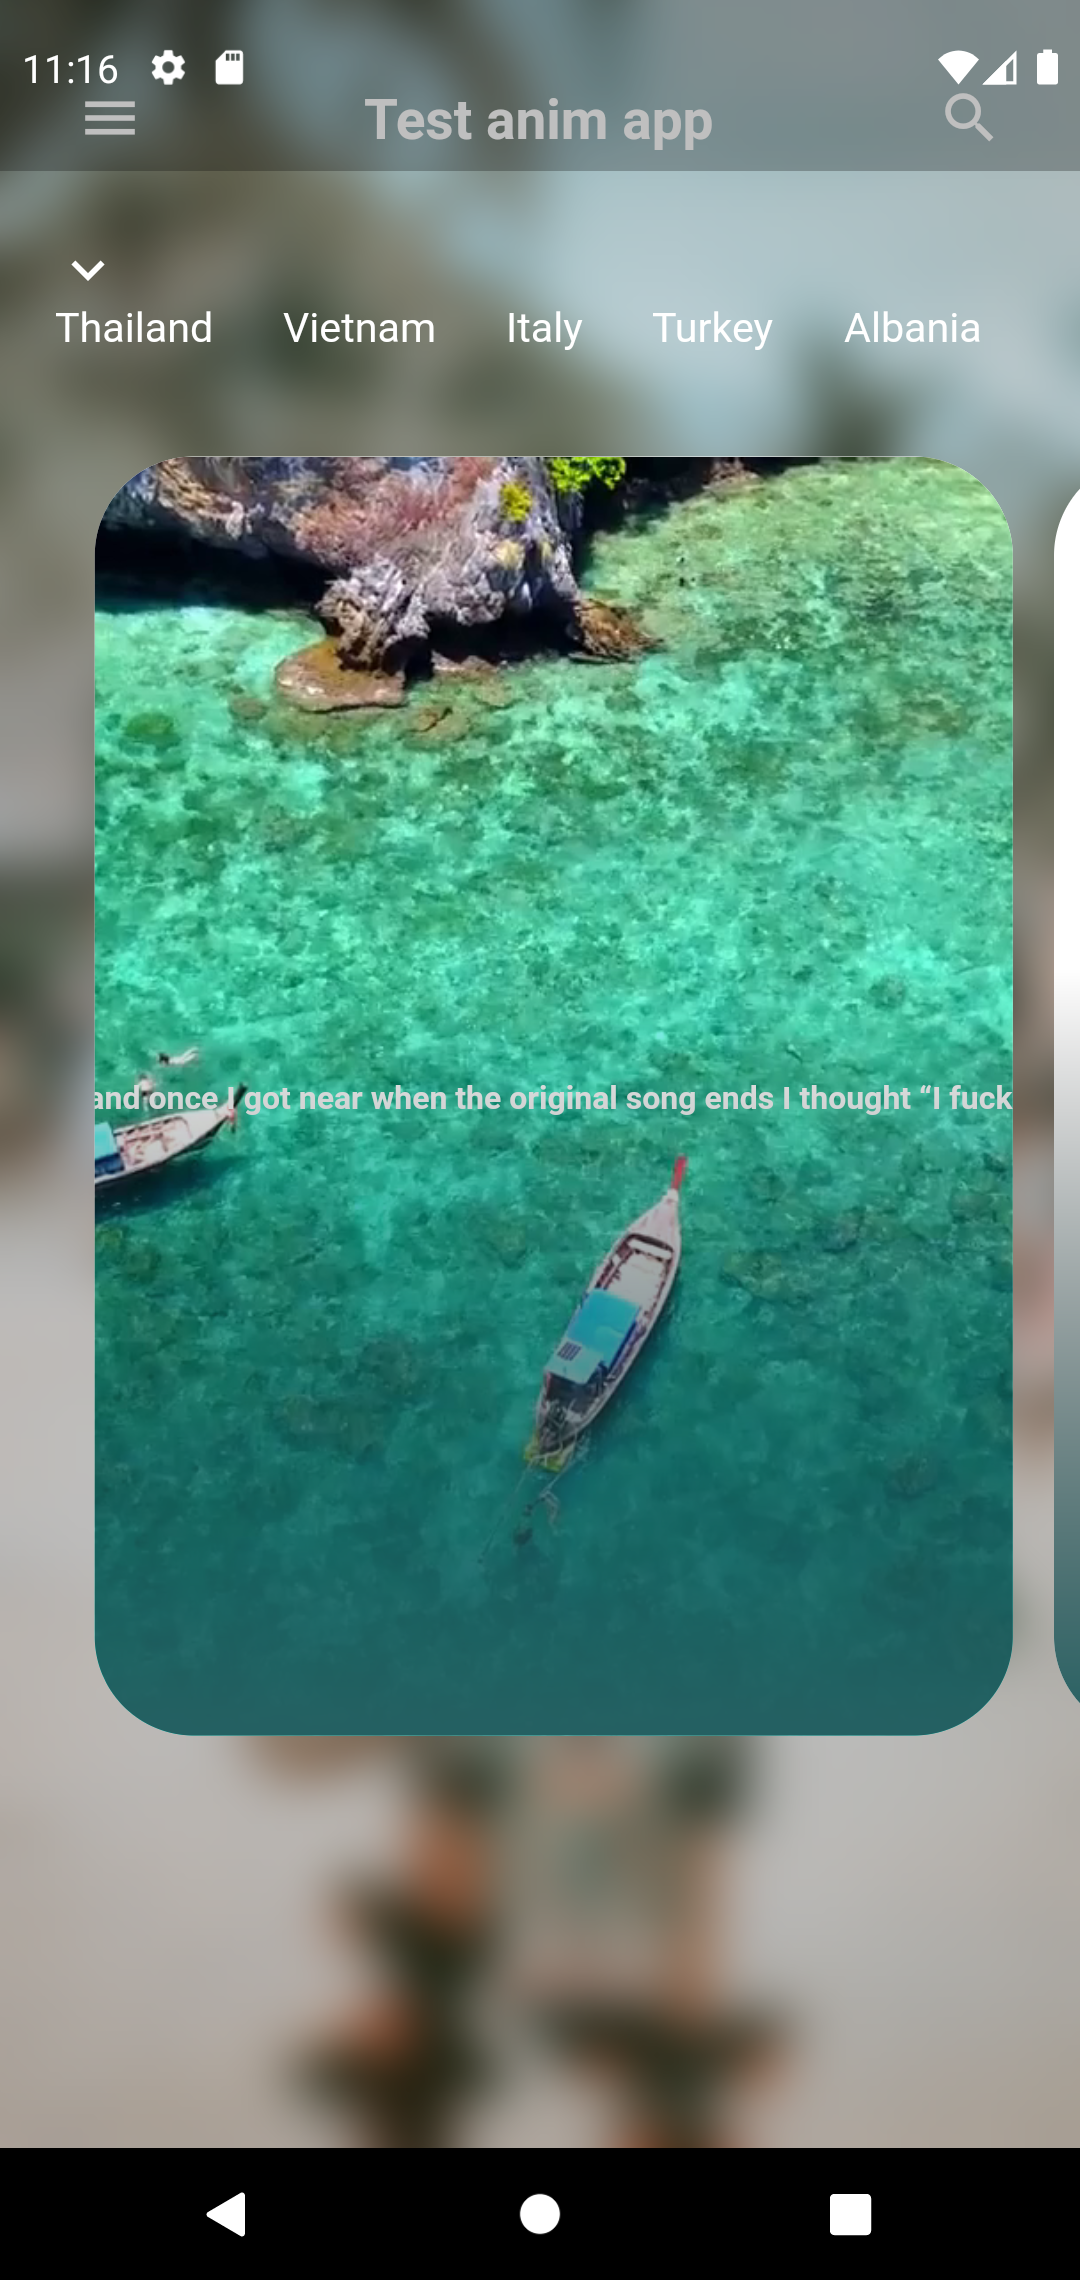 11:16
Test anim app
Thailand Vietnam Italy Turkey Albania
and once I got near when the original song ends I thought “I fuck